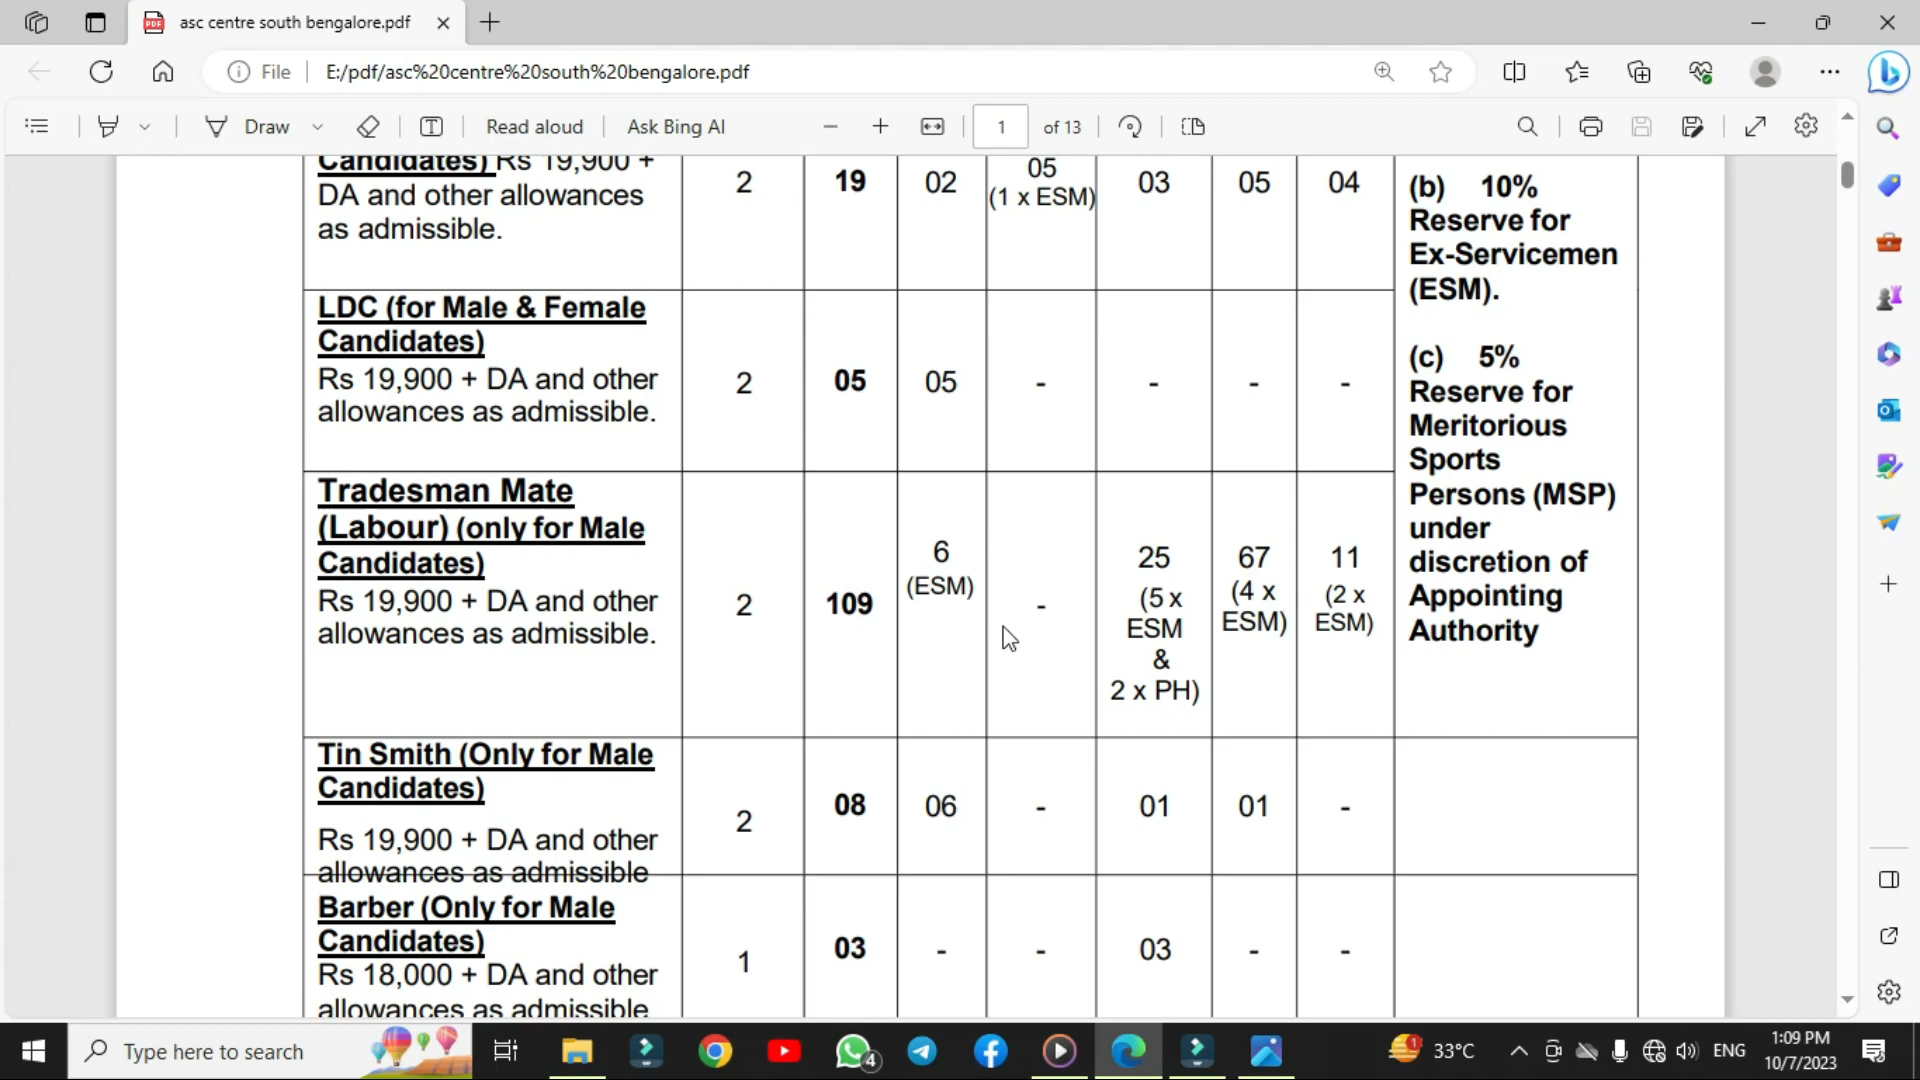 asc centre south bengalore.pdf
File
E:/pdf/asc%20centre%20south%20bengalore.pdf
Draw
Read aloud
Ask Bing AI
1
of 13
Candidates) Rs 19,900 +
DA and other allowances
as admissible.
2
19
02
05
(1 x ESM)
03
05
04
(b) 10%
Reserve for
Ex-Servicemen
(ESM).
LDC (for Male & Female
Candidates)
Rs 19,900 + DA and other
allowances as admissible.
2
05
05
-
-
-
-
(c) 5%
Reserve for
Meritorious
Sports
Persons (MSP)
under
discretion of
Appointing
Authority
Tradesman Mate
(Labour) (only for Male
Candidates)
Rs 19,900 + DA and other
allowances as admissible.
2
109
6
(ESM)
-
25
(5 x
ESM
&
2 x PH)
67
(4 x
ESM)
11
(2 x
ESM)
Tin Smith (Only for Male
Candidates)
Rs 19,900 + DA and other
allowances as admissible
2
08
06
-
01
01
-
Barber (Only for Male
Candidates)
Rs 18,000 + DA and other
allowances as admissible
1
03
-
-
03
-
-
Type here to search
4
1
33°C
ENG
1:09 PM
10/7/2023